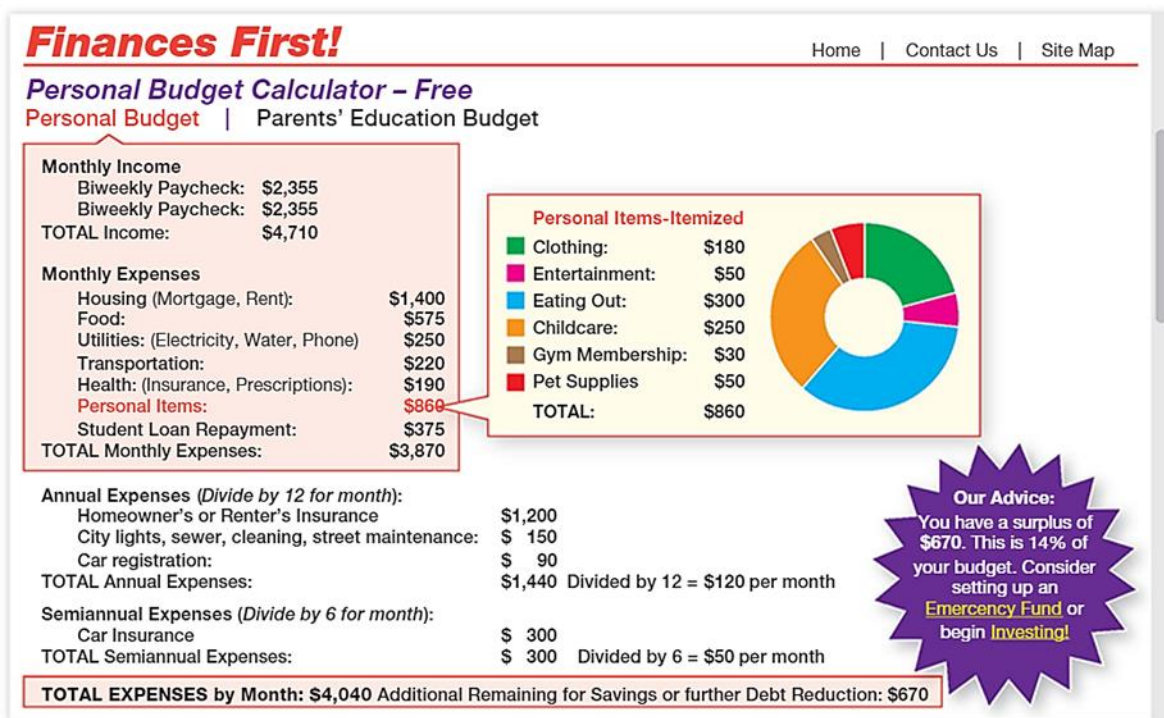 Finances First!
Home | Contact Us | Site Map
Personal Budget Calculator – Free
Personal Budget | Parents' Education Budget
Monthly Income
Biweekly Paycheck: $2,355
Biweekly Paycheck: $2,355
TOTAL Income: $4,710
Monthly Expenses
Housing (Mortgage, Rent): $1,400
Food: $575
Utilities: (Electricity, Water, Phone) $250
Transportation: $220
Health: (Insurance, Prescriptions): $190
Personal Items: $860
Student Loan Repayment: $375
TOTAL Monthly Expenses: $3,870
Personal Items-Itemized
Clothing: $180
Entertainment: $50
Eating Out: $300
Childcare: $250
Gym Membership: $30
Pet Supplies $50
TOTAL: $860
Annual Expenses (Divide by 12 for month):
Homeowner's or Renter's Insurance $1,200
City lights, sewer, cleaning, street maintenance: $ 150
Car registration: $ 90
TOTAL Annual Expenses: $1,440 Divided by 12 = $120 per month
Semiannual Expenses (Divide by 6 for month):
Car Insurance $ 300
TOTAL Semiannual Expenses: $ 300 Divided by 6 = $50 per month
Our Advice:
You have a surplus of
$670. This is 14% of
your budget. Consider
setting up an
Emercency Fund or
begin Investing!
TOTAL EXPENSES by Month: $4,040 Additional Remaining for Savings or further Debt Reduction: $670